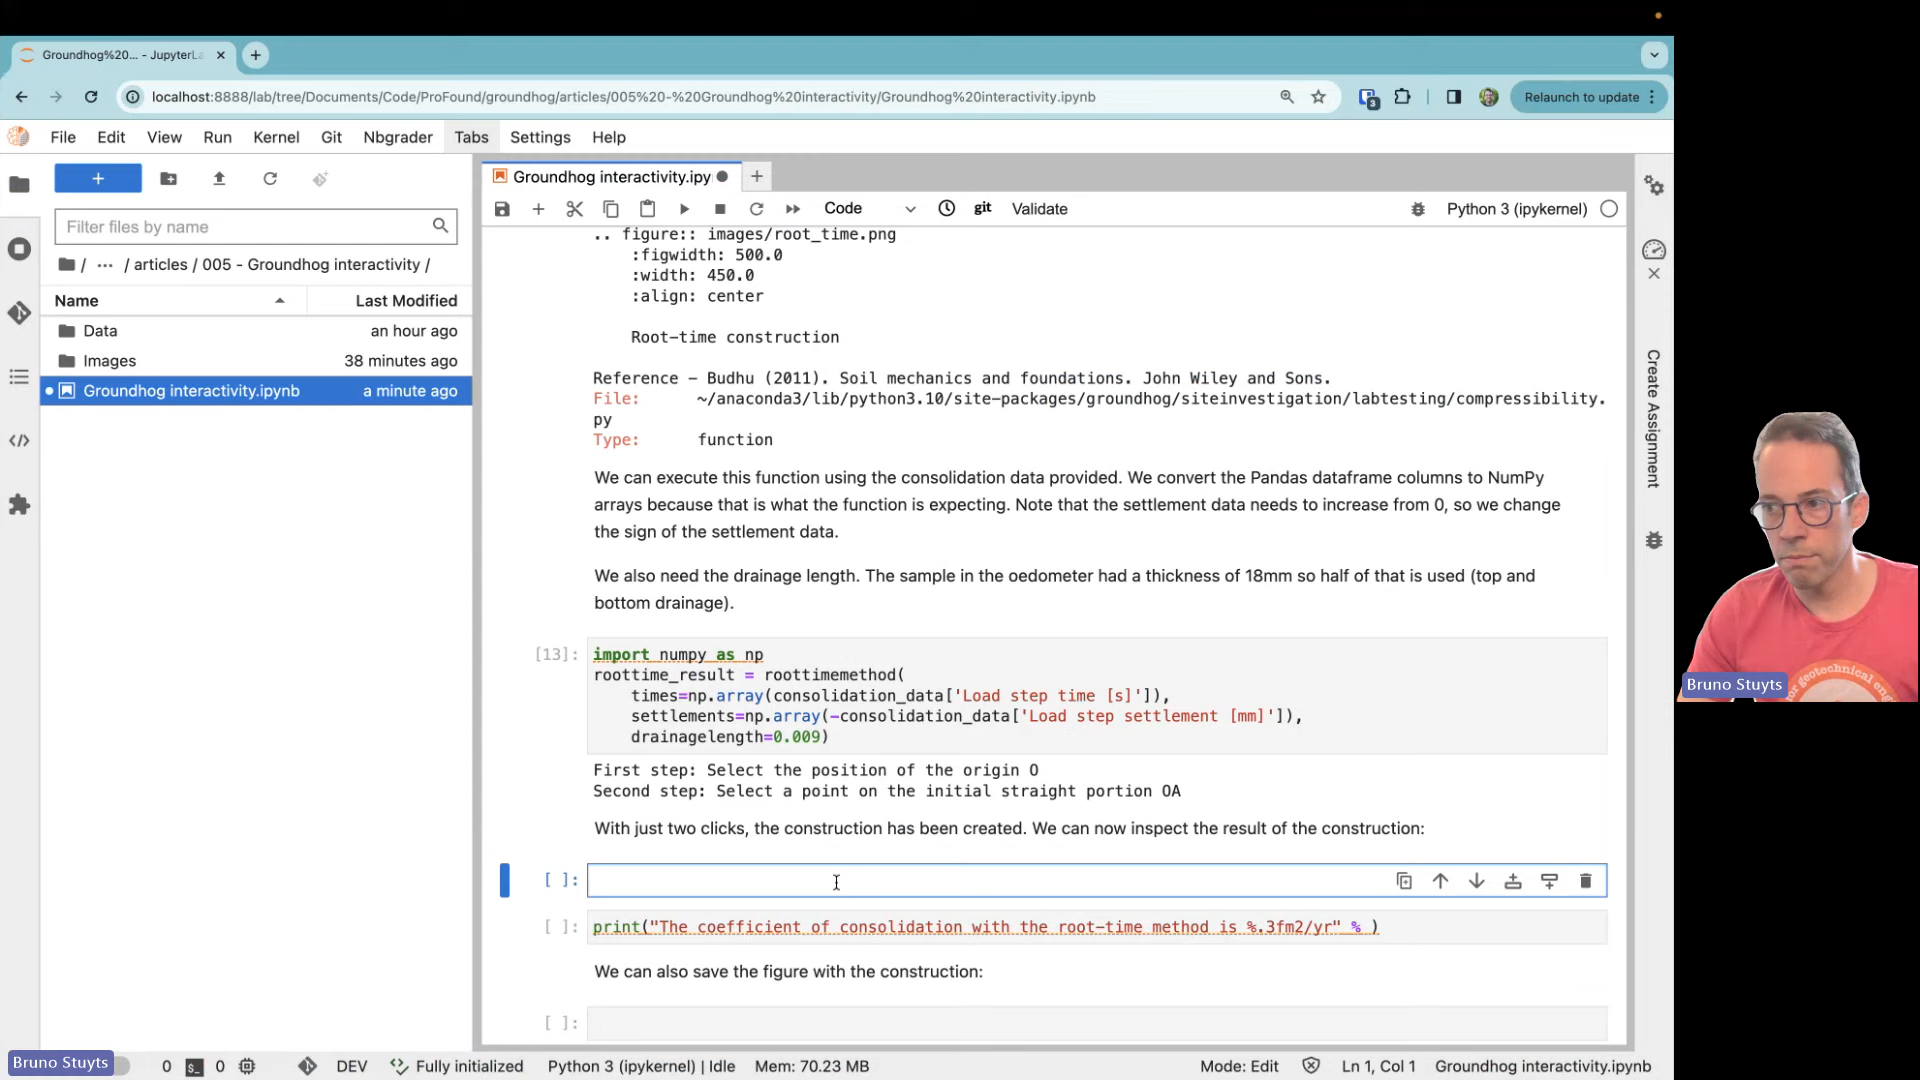 Groundhog%20... - JupyterLa
localhost:8888/lab/tree/Documents/Code/ProFound/groundhog/articles/005%20-%20Groundhog%20interactivity/Groundhog%20interactivity.ipynb
3
Relaunch to update
File Edit View Run Kernel Git Nbgrader Tabs Settings Help
Groundhog interactivity.ipy
Code
git
Validate
Python 3 (ipykernel)
Filter files by name
/ ··· / articles / 005 - Groundhog interactivity /
Name Last Modified
Data an hour ago
Images 38 minutes ago
Groundhog interactivity.ipynb a minute ago
.. figure:: images/root_time.png
:figwidth: 500.0
:width: 450.0
:align: center
Root-time construction
Reference - Budhu (2011). Soil mechanics and foundations. John Wiley and Sons.
File: ~/anaconda3/lib/python3.10/site-packages/groundhog/siteinvestigation/labtesting/compressibility.
py
Type: function
We can execute this function using the consolidation data provided. We convert the Pandas dataframe columns to NumPy
arrays because that is what the function is expecting. Note that the settlement data needs to increase from 0, so we change
the sign of the settlement data.
We also need the drainage length. The sample in the oedometer had a thickness of 18mm so half of that is used (top and
bottom drainage).
[13]: import numpy as np
roottime_result = roottimemethod(
times=np.array(consolidation_data['Load step time [s]']),
settlements=np.array(-consolidation_data['Load step settlement [mm]']),
drainagelength=0.009)
First step: Select the position of the origin O
Second step: Select a point on the initial straight portion OA
With just two clicks, the construction has been created. We can now inspect the result of the construction:
[ ]:
[ ]: print("The coefficient of consolidation with the root-time method is %.3fm2/yr" % )
We can also save the figure with the construction:
[ ]:
Create Assignment
Bruno Stuyts
Bruno Stuyts
0 $_ 0 DEV Fully initialized Python 3 (ipykernel) | Idle Mem: 70.23 MB Mode: Edit Ln 1, Col 1 Groundhog interactivity.ipynb